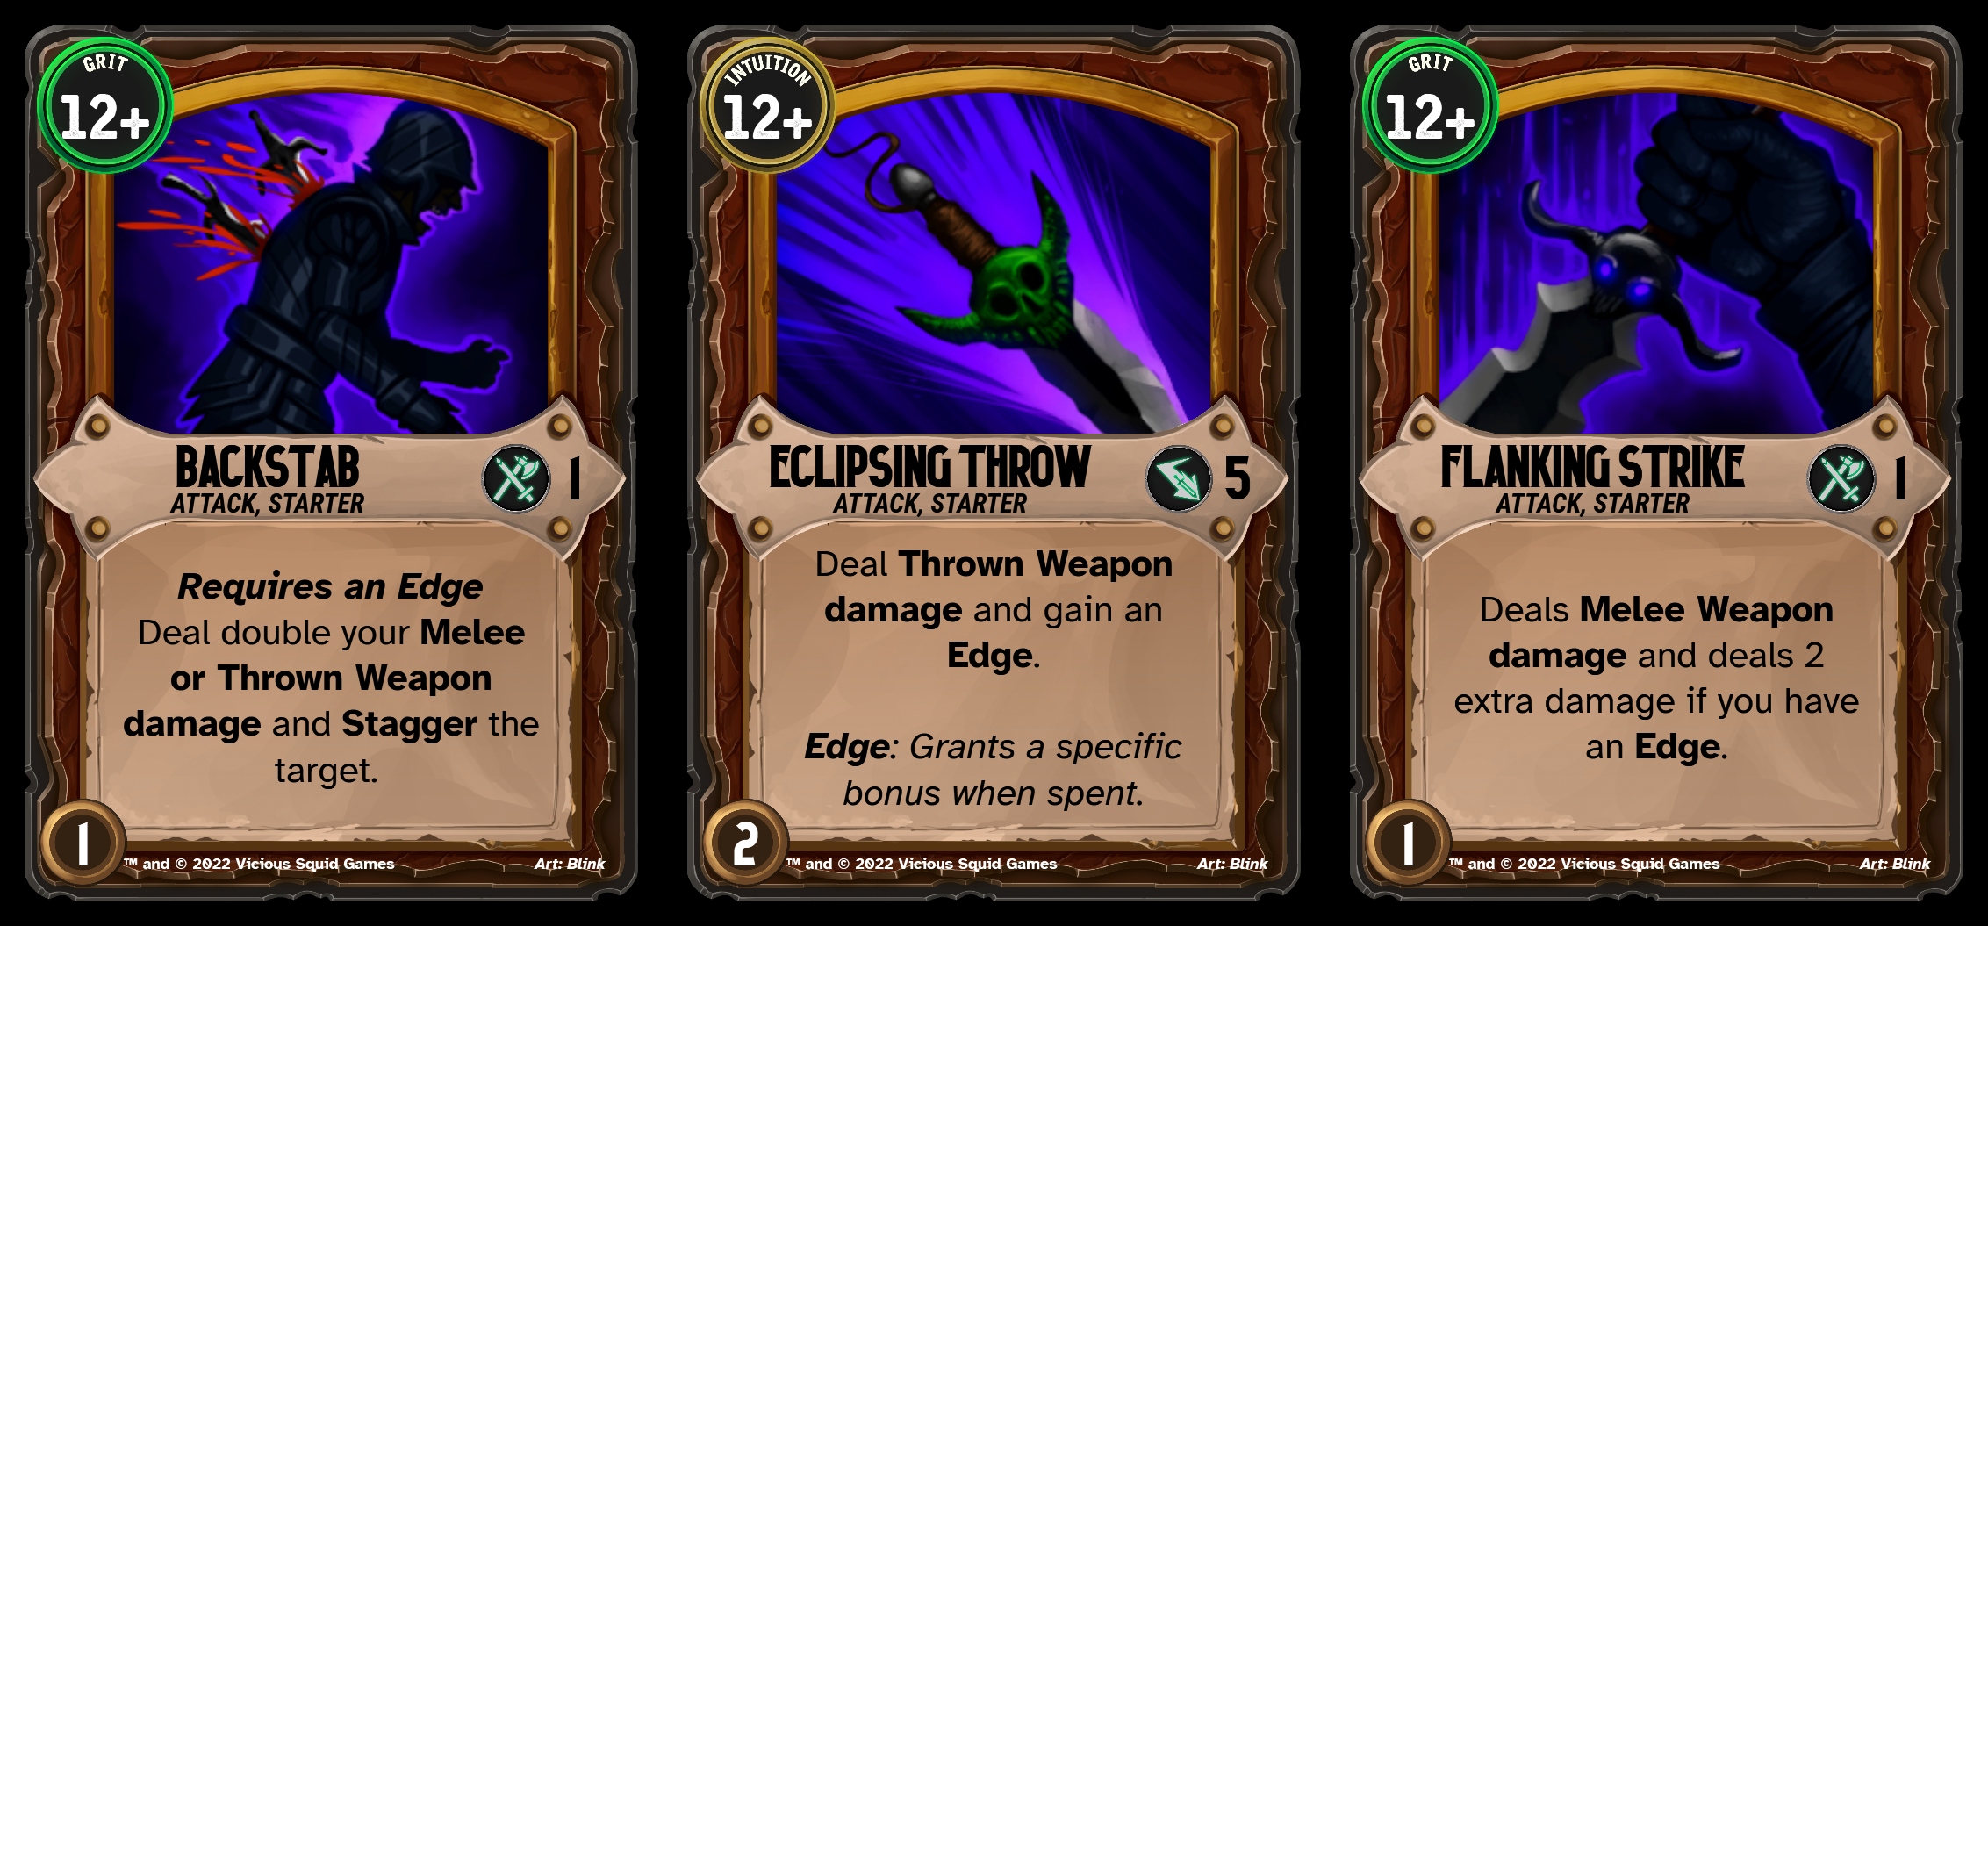 GRIT
12+
BACKSTAB
ATTACK, STARTER
1
Requires an Edge
Deal double your Melee
or Thrown Weapon
damage and Stagger the
target.
1
™ and © 2022 Vicious Squid Games
Art: Blink
INTUITION
12+
ECLIPSING THROW
ATTACK, STARTER
5
Deal Thrown Weapon
damage and gain an
Edge.
Edge: Grants a specific
bonus when spent.
2
™ and © 2022 Vicious Squid Games
Art: Blink
GRIT
12+
FLANKING STRIKE
ATTACK, STARTER
1
Deals Melee Weapon
damage and deals 2
extra damage if you have
an Edge.
1
™ and © 2022 Vicious Squid Games
Art: Blink